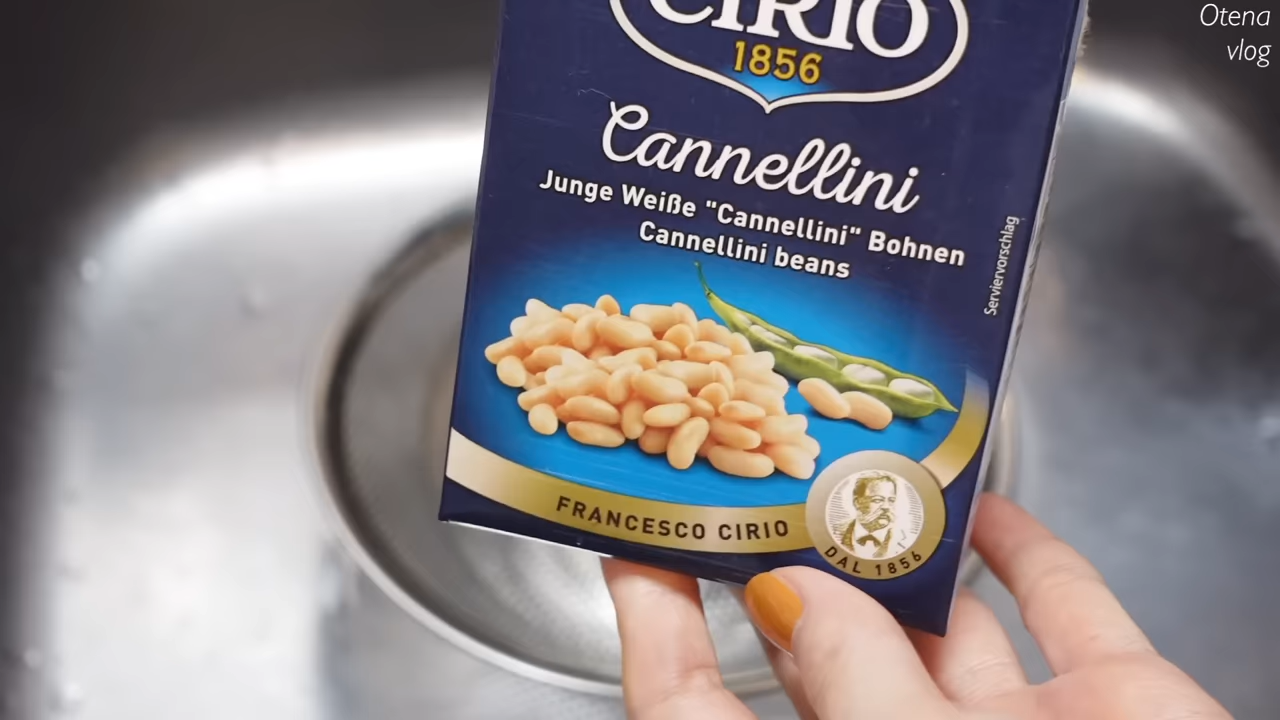 Otena
vlog
CIRIO
1856
Cannellini
Junge Weiße "Cannellini" Bohnen
Cannellini beans
Serviervorschlag
FRANCESCO CIRIO
DAL 1856